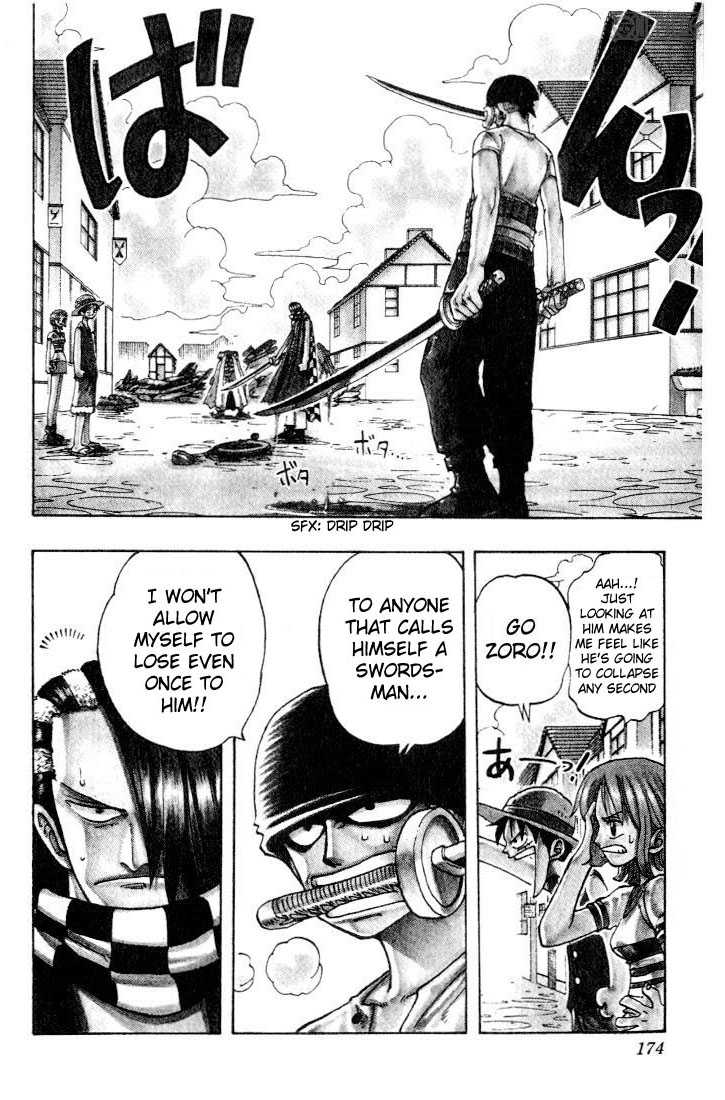 ばんっ!
ボタ
ボタ...
SFX: DRIP DRIP
AAH...!
JUST
LOOKING AT
HIM MAKES
ME FEEL LIKE
HE'S GOING
TO COLLAPSE
ANY SECOND
GO
ZORO!!
あーっ!
TO ANYONE
THAT CALLS
HIMSELF A
SWORDS-
MAN...
I WON'T
ALLOW
MYSELF TO
LOSE EVEN
ONCE TO
HIM!!
174